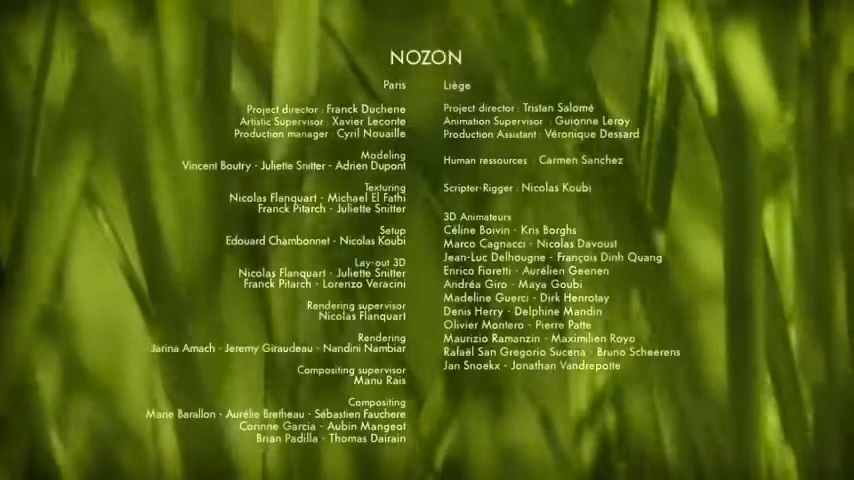 NOZON
Paris
Project director : Franck Duchene
Artistic Supervisor : Xavier Leconte
Production manager : Cyril Nouaille
Modeling
Vincent Boutry - Juliette Snitter - Adrien Dupont
Texturing
Nicolas Flanquart - Michael El Fathi
Franck Pitarch - Juliette Snitter
Setup
Edouard Chambonnet - Nicolas Koubi
Lay-out 3D
Nicolas Flanquart - Juliette Snitter
Franck Pitarch - Lorenzo Veracini
Rendering supervisor
Nicolas Flanquart
Rendering
Jarina Amach - Jeremy Giraudeau - Nandini Nambiar
Compositing supervisor
Manu Rais
Compositing
Marie Barallon - Aurélie Bretheau - Sébastien Fauchere
Corinne Garcia - Aubin Mangeot
Brian Padilla - Thomas Dairain
Liège
Project director : Tristan Salomé
Animation Supervisor : Guionne Leroy
Production Assistant : Véronique Dessard
Human ressources : Carmen Sanchez
Scripter-Rigger : Nicolas Koubi
3D Animateurs
Céline Boivin - Kris Borghs
Marco Cagnacci - Nicolas Davoust
Jean-Luc Delhougne - François Dinh Quang
Enrico Fioretti - Aurélien Geenen
Andréa Giro - Maya Goubi
Madeline Guerci - Dirk Henrotay
Denis Herry - Delphine Mandin
Olivier Montero - Pierre Patte
Maurizio Ramanzin - Maximilien Royo
Rafaël San Gregorio Sucena - Bruno Scheerens
Jan Snoekx - Jonathan Vandrepotte